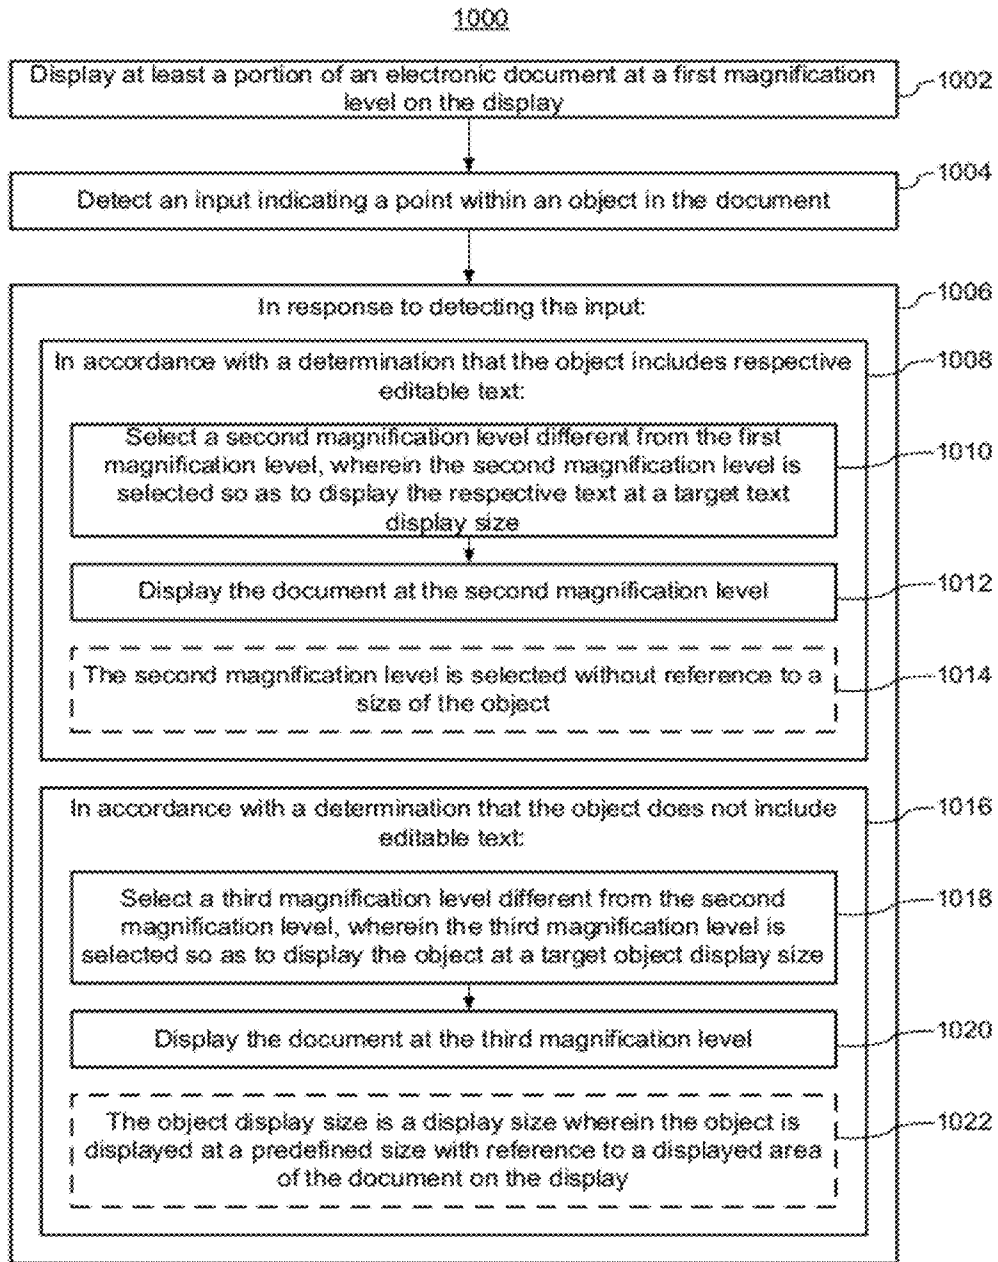 1000
Display at least a portion of an electronic document at a first magnification
level on the display
1002
Detect an input indicating a point within an object in the document
1004
In response to detecting the input:
1006
In accordance with a determination that the object includes respective
editable text:
1008
Select a second magnification level different from the first
magnification level, wherein the second magnification level is
selected so as to display the respective text at a target text
display size
1010
Display the document at the second magnification level
1012
The second magnification level is selected without reference to a
size of the object
1014
In accordance with a determination that the object does not include
editable text:
1016
Select a third magnification level different from the second
magnification level, wherein the third magnification level is
selected so as to display the object at a target object display size
1018
Display the document at the third magnification level
1020
The object display size is a display size wherein the object is
displayed at a predefined size with reference to a displayed area
of the document on the display
1022